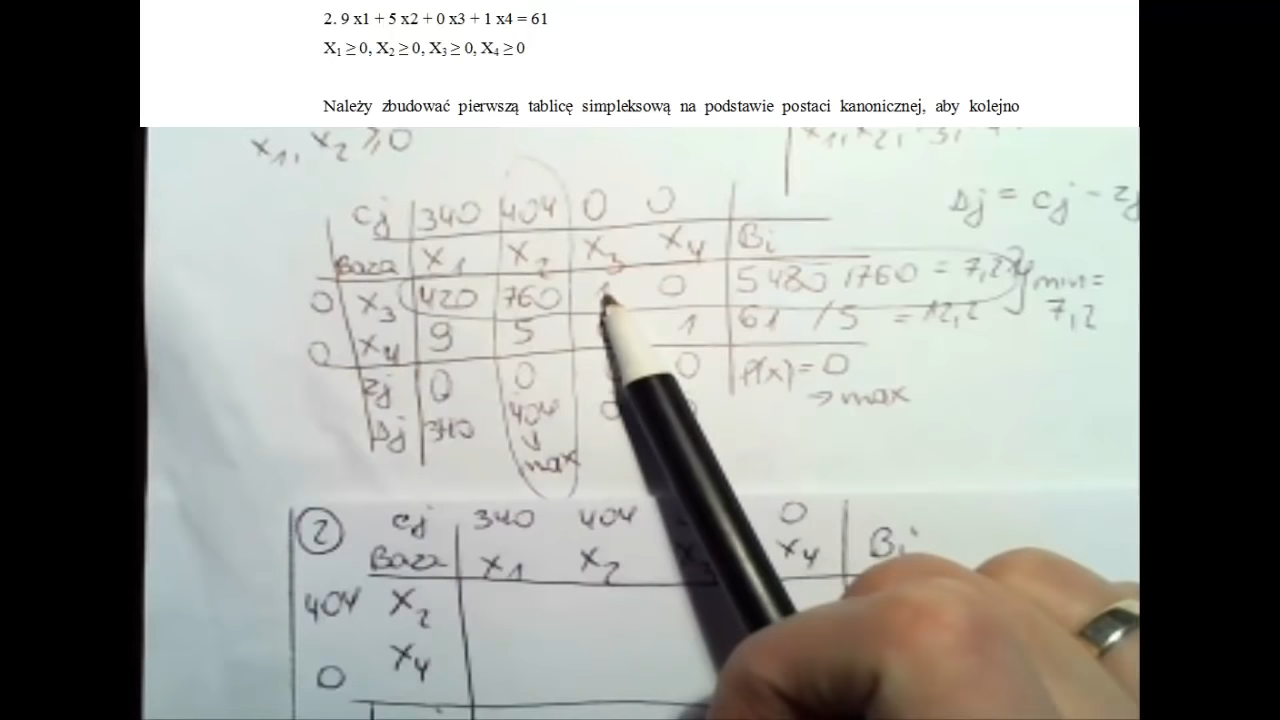 2. 9 x1 + 5 x2 + 0 x3 + 1 x4 = 61
X₁ ≥ 0, X₂ ≥ 0, X₃ ≥ 0, X₄ ≥ 0
Należy zbudować pierwszą tablicę simpleksową na podstawie postaci kanonicznej, aby kolejno
x₁, x₂ ≥ 0
cj 340 404 0 0
Δj = cj - zj
Baza x₁ x₂ x₃ x₄ Bi
0 x₃ 420 760 1 0 5480 /760 = 7,2 min =
7,2
0 x₄ 9 5 1 61 /5 = 12,2
zj 0 0 0 f(x) = 0
→ max
Δj 340 404 0
max
② cj 340 404 0
Baza x₁ x₂ x₄ Bi
404 x₂
0 x₄